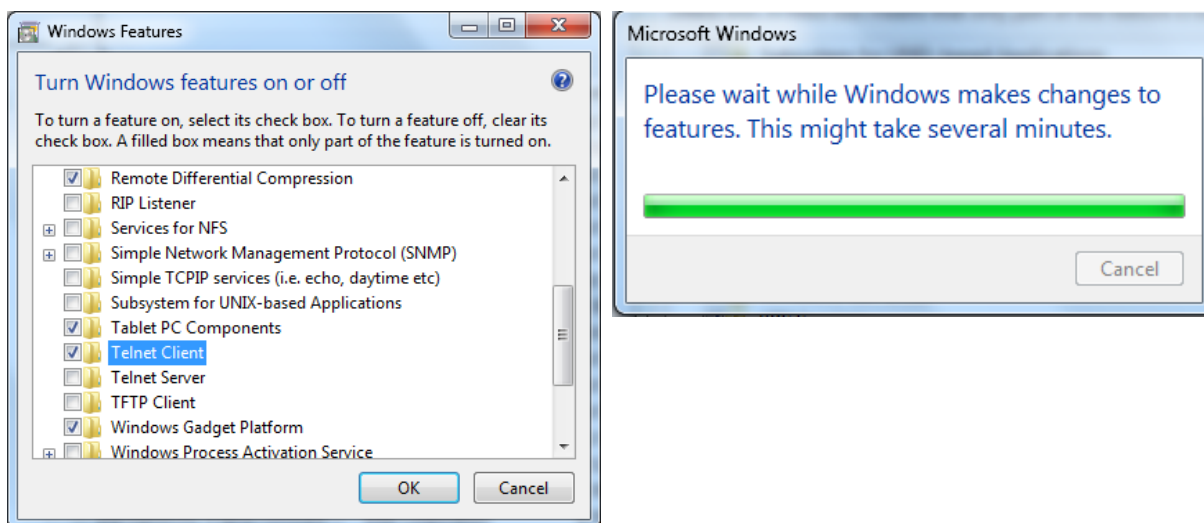 Windows Features
Turn Windows features on or off
To turn a feature on, select its check box. To turn a feature off, clear its
check box. A filled box means that only part of the feature is turned on.
Remote Differential Compression
RIP Listener
Services for NFS
Simple Network Management Protocol (SNMP)
Simple TCPIP services (i.e. echo, daytime etc)
Subsystem for UNIX-based Applications
Tablet PC Components
Telnet Client
Telnet Server
TFTP Client
Windows Gadget Platform
Windows Process Activation Service
OK
Cancel
Microsoft Windows
Please wait while Windows makes changes to
features. This might take several minutes.
Cancel